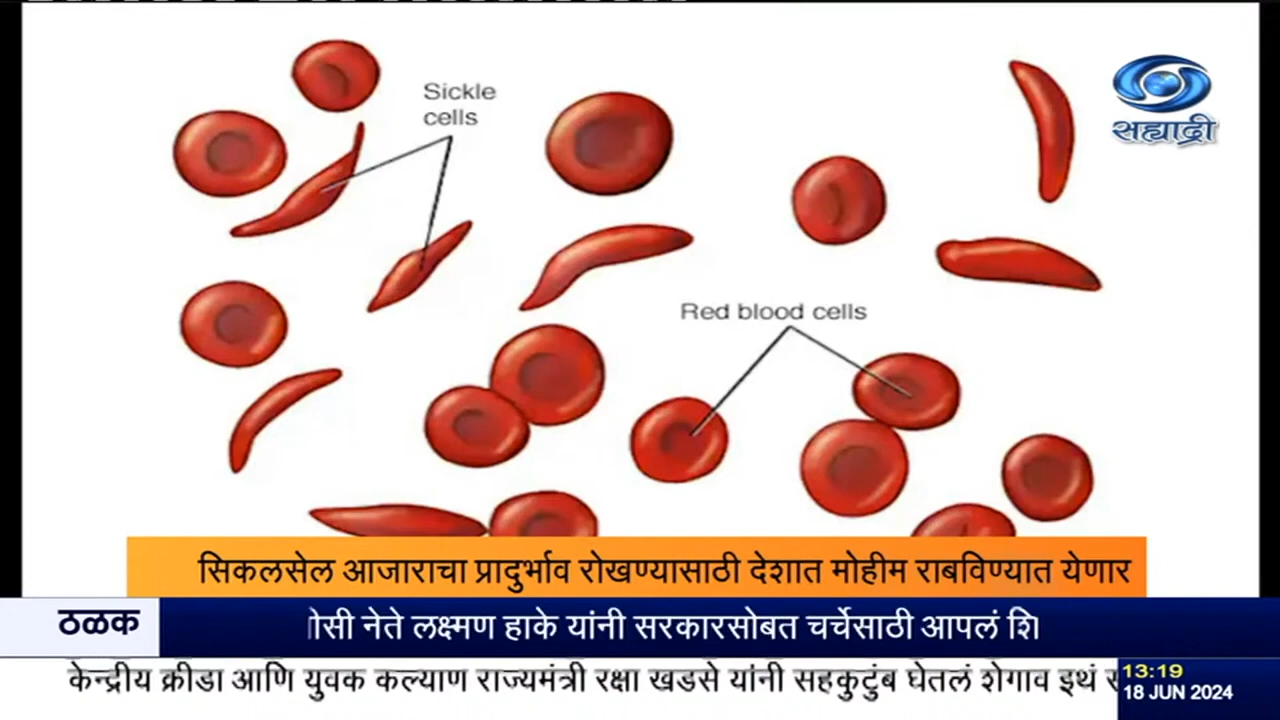 Sickle
cells
सह्याद्री
Red blood cells
सिकलसेल आजाराचा प्रादुर्भाव रोखण्यासाठी देशात मोहीम राबविण्यात येणार
ठळक
नेते लक्ष्मण हाके यांनी सरकारसोबत चर्चेसाठी आपलं
केन्द्रीय क्रीडा आणि युवक कल्याण राज्यमंत्री रक्षा खडसे यांनी सहकुटुंब घेतलं शेगाव इथं
13:19
18 JUN 2024